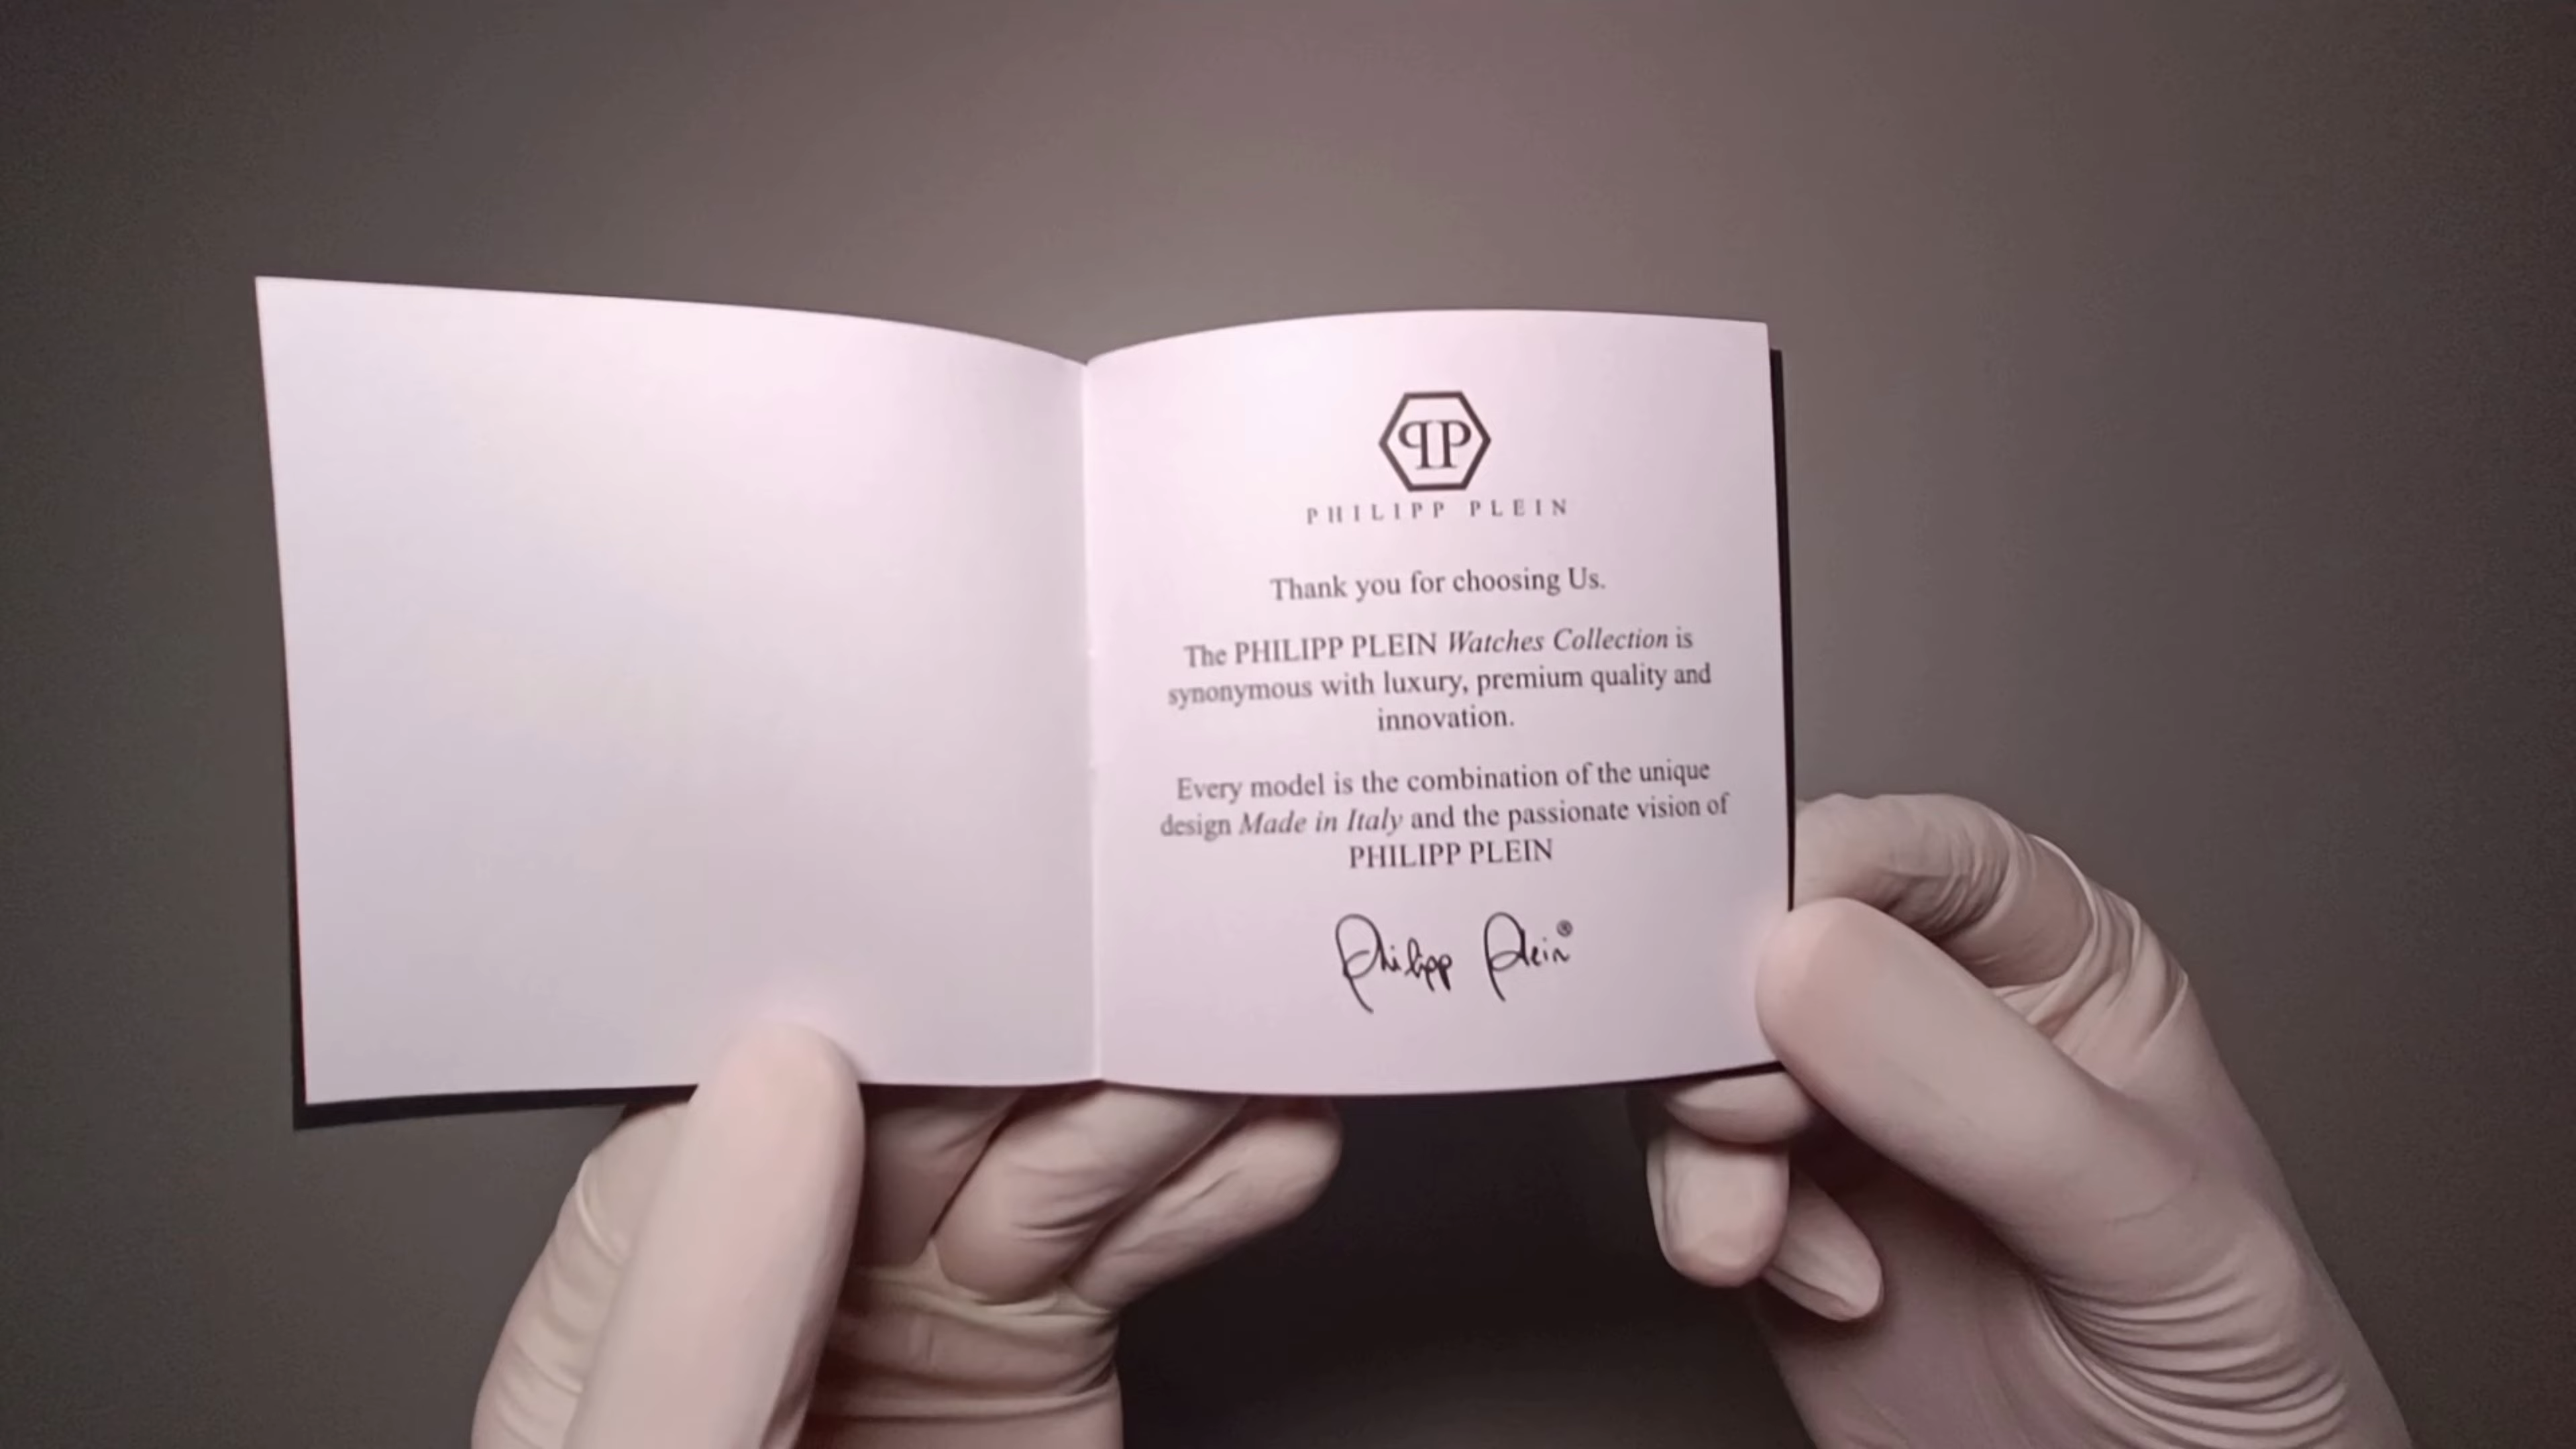 PP
PHILIPP PLEIN
Thank you for choosing Us.
The PHILIPP PLEIN Watches Collection is
synonymous with luxury, premium quality and
innovation.
Every model is the combination of the unique
design Made in Italy and the passionate vision of
PHILIPP PLEIN
Philipp Plein®